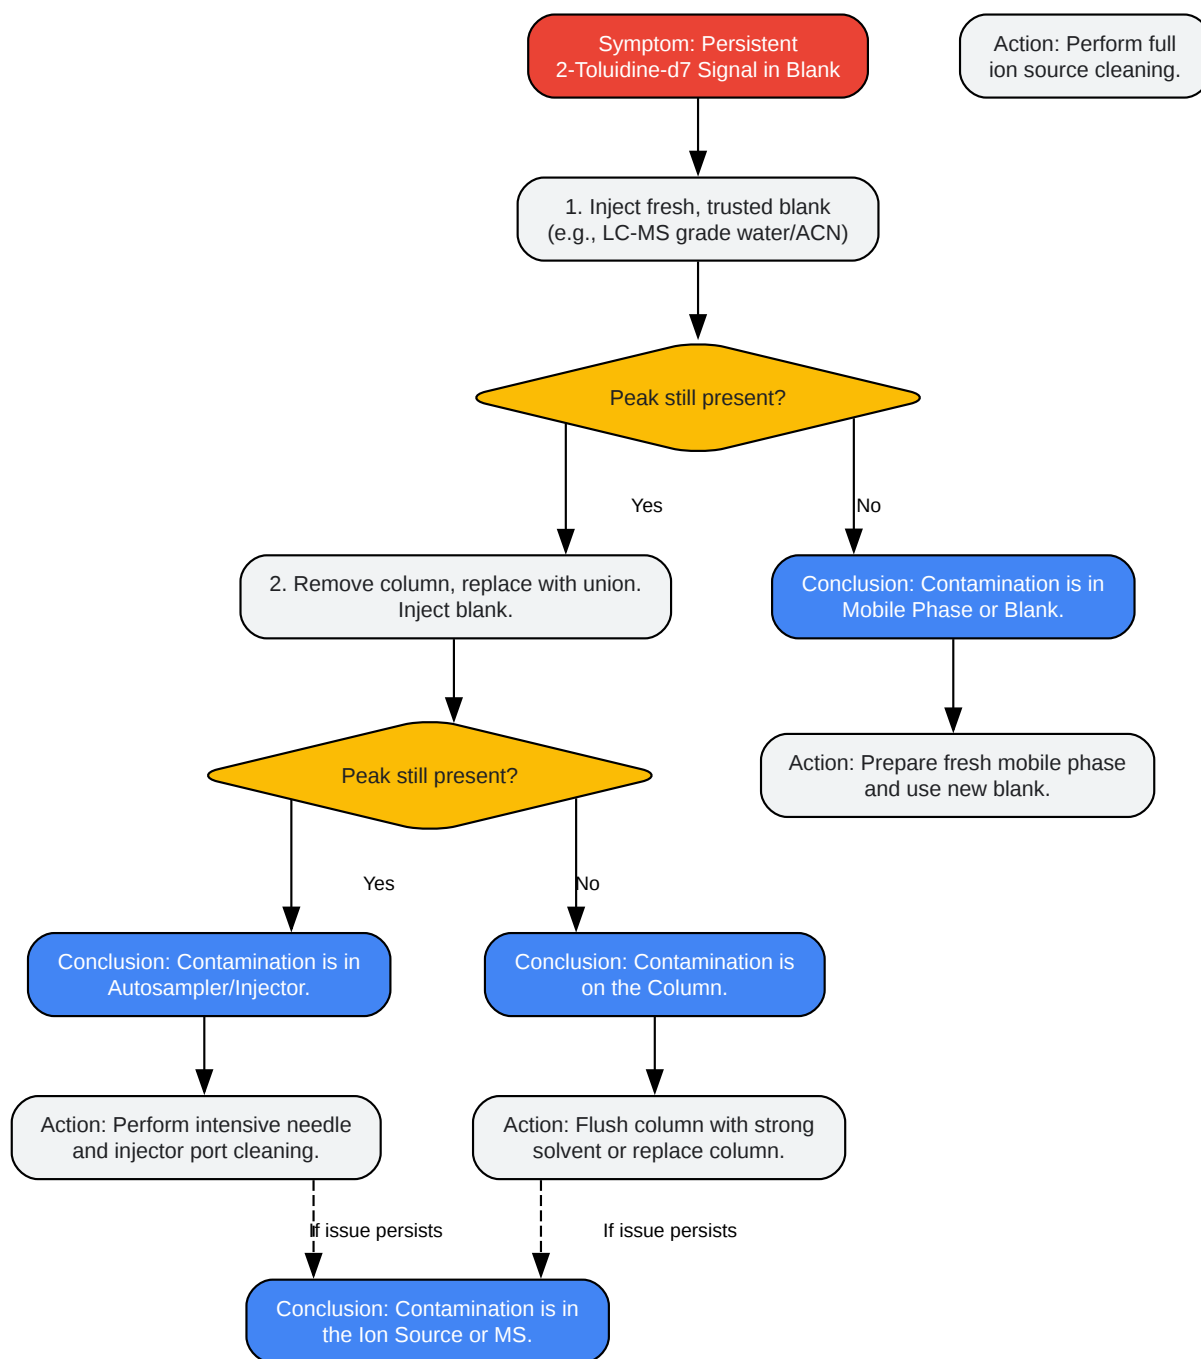 Symptom: Persistent
2-Toluidine-d7 Signal in Blank
Action: Perform full
ion source cleaning.
1. Inject fresh, trusted blank
(e.g., LC-MS grade water/ACN)
Peak still present?
Yes
No
2. Remove column, replace with union.
Inject blank.
Conclusion: Contamination is in
Mobile Phase or Blank.
Peak still present?
Action: Prepare fresh mobile phase
and use new blank.
Yes
No
Conclusion: Contamination is in
Autosampler/Injector.
Conclusion: Contamination is
on the Column.
Action: Perform intensive needle
and injector port cleaning.
Action: Flush column with strong
solvent or replace column.
If issue persists
If issue persists
Conclusion: Contamination is in
the Ion Source or MS.